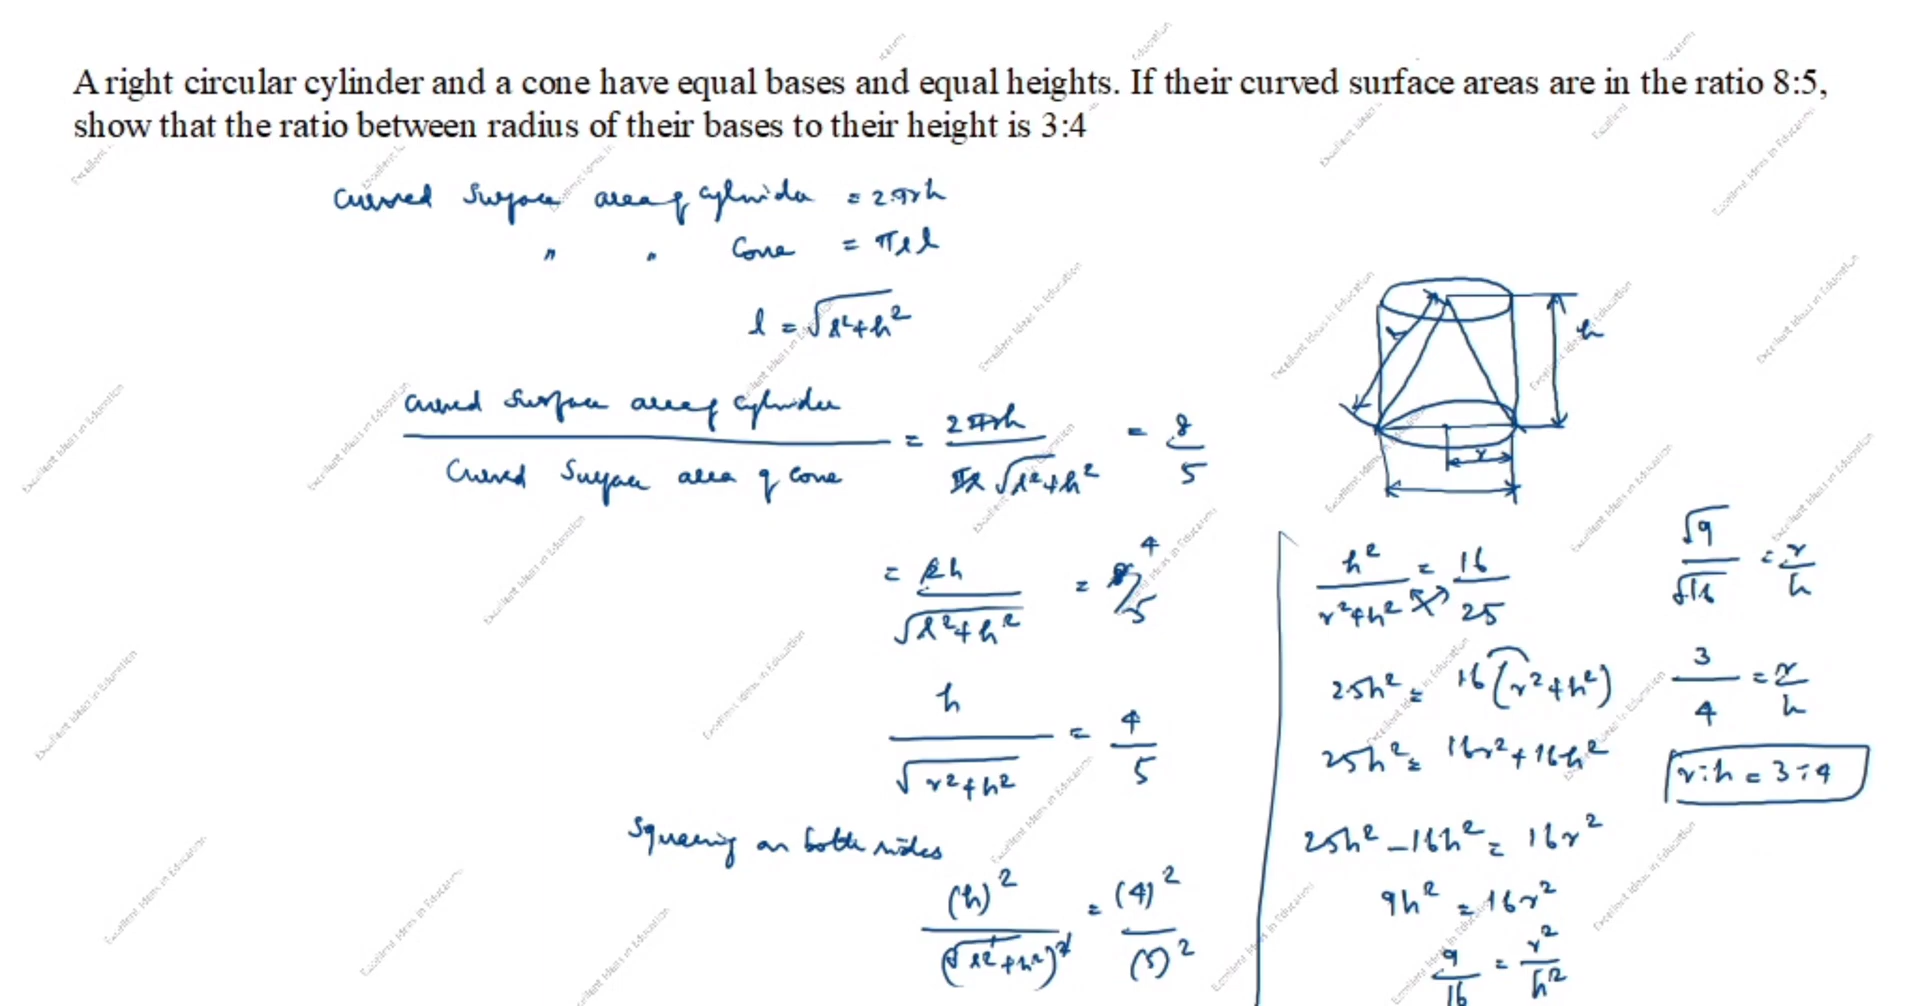 A right circular cylinder and a cone have equal bases and equal heights. If their curved surface areas are in the ratio 8:5,
show that the ratio between radius of their bases to their height is 3:4
Curved Surface area of cylinder = 2πrh
" " Cone = πrl
l = √r²+h²
Curved Surface area of cylinder / Curved Surface area of cone = 2πrh / πr √r²+h² = 8/5
= 2h / √r²+h² = 8/5 4
h / √r²+h² = 4/5
Squaring on both sides
(h)² / (√r²+h²)² = (4)² / (5)²
h
r
h² / r²+h² = 16/25
25h² = 16(r²+h²)
25h² = 16r²+16h²
25h² - 16h² = 16r²
9h² = 16r²
9/16 = r²/h²
√9/√16 = r/h
3/4 = r/h
r:h = 3:4
Excellent Ideas in Education